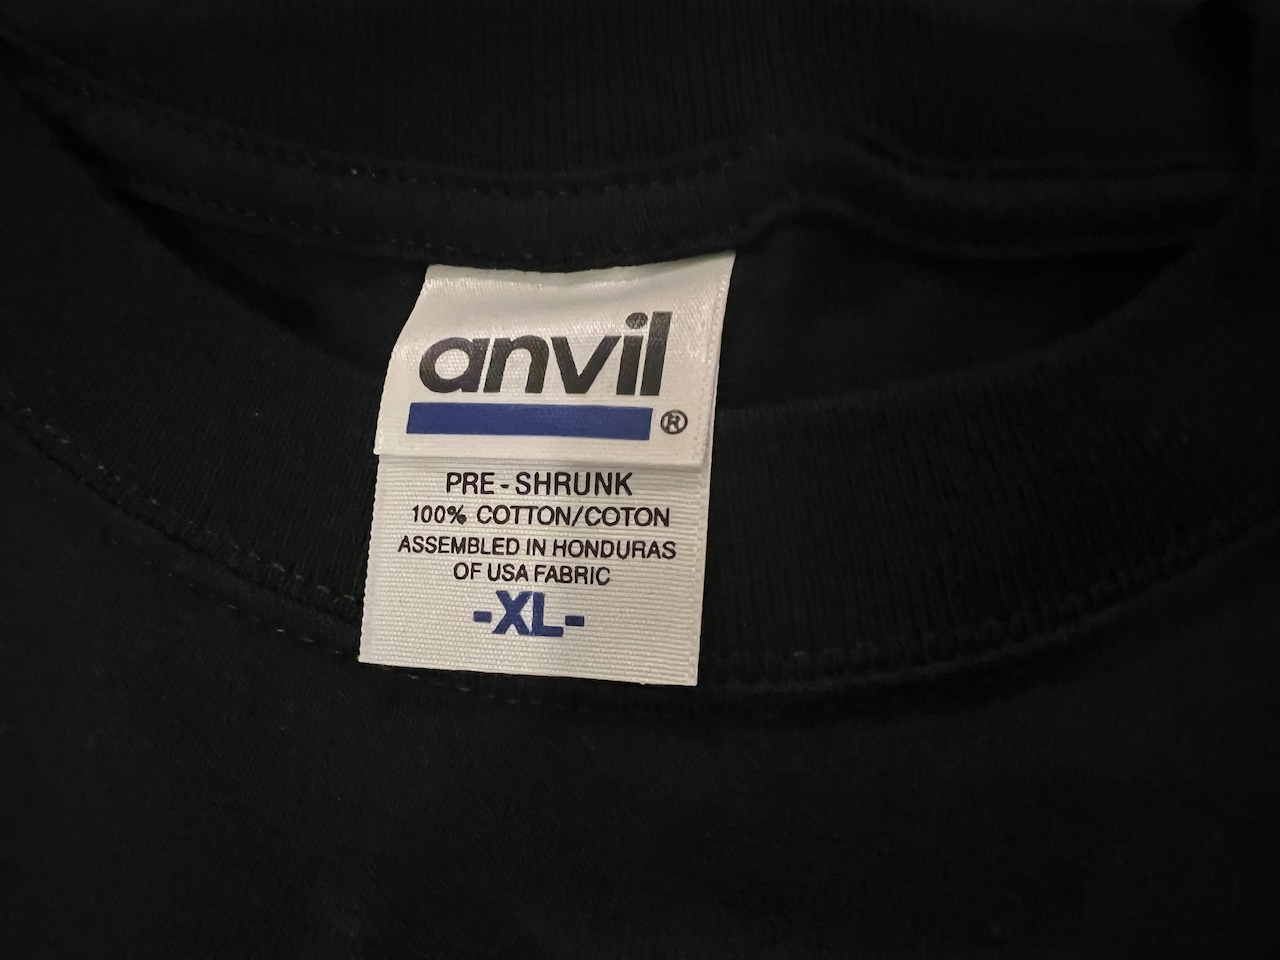 anvil
®
PRE-SHRUNK
100% COTTON/COTON
ASSEMBLED IN HONDURAS
OF USA FABRIC
-XL-